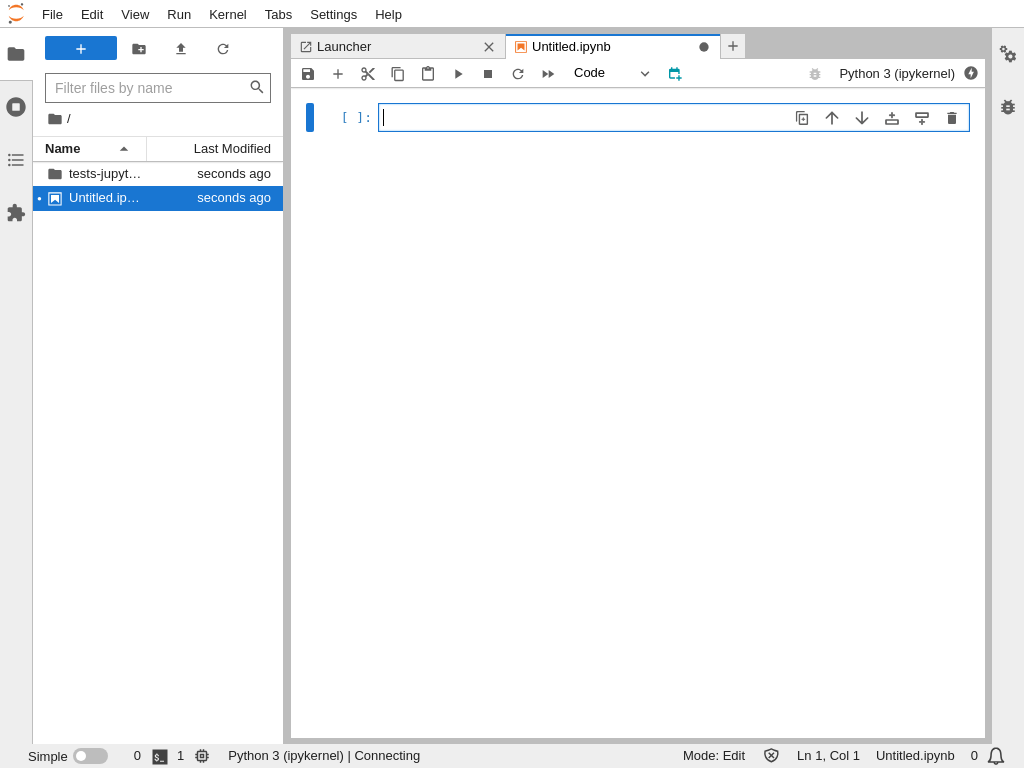 File Edit View Run Kernel Tabs Settings Help
Launcher
Untitled.ipynb
Code
Python 3 (ipykernel)
Filter files by name
/
Name Last Modified
tests-jupyt… seconds ago
Untitled.ip… seconds ago
[ ]:
Simple 0 $_ 1 Python 3 (ipykernel) | Connecting Mode: Edit Ln 1, Col 1 Untitled.ipynb 0